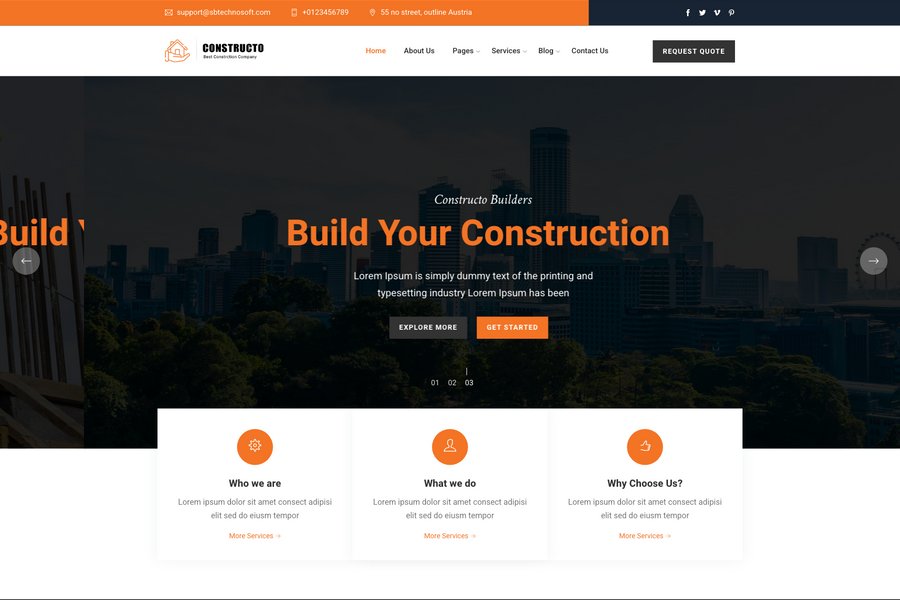 support@sbtechnosoft.com +0123456789 55 no street, outline Austria
CONSTRUCTO
Best Constrction Company
Home About Us Pages Services Blog Contact Us
REQUEST QUOTE
Constructo Builders
Build Y
Build Your Construction
Lorem Ipsum is simply dummy text of the printing and
typesetting industry Lorem Ipsum has been
EXPLORE MORE GET STARTED
01 02 03
Who we are
Lorem ipsum dolor sit amet consect adipisi
elit sed do eiusm tempor
More Services
What we do
Lorem ipsum dolor sit amet consect adipisi
elit sed do eiusm tempor
More Services
Why Choose Us?
Lorem ipsum dolor sit amet consect adipisi
elit sed do eiusm tempor
More Services